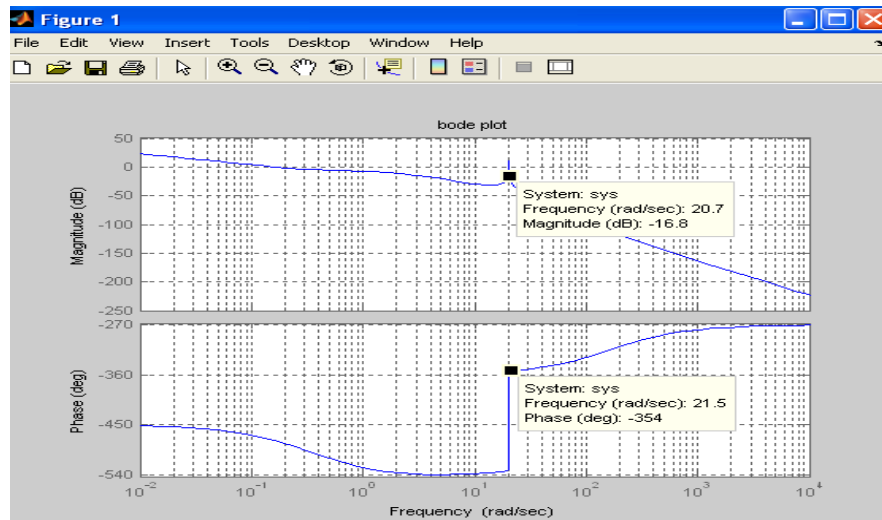 Figure 1
File Edit View Insert Tools Desktop Window Help
bode plot
50
0
-50
-100
-150
-200
-250
Magnitude (dB)
System: sys
Frequency (rad/sec): 20.7
Magnitude (dB): -16.8
-270
-360
-450
-540
Phase (deg)
System: sys
Frequency (rad/sec): 21.5
Phase (deg): -354
10^-2 10^-1 10^0 10^1 10^2 10^3 10^4
Frequency (rad/sec)